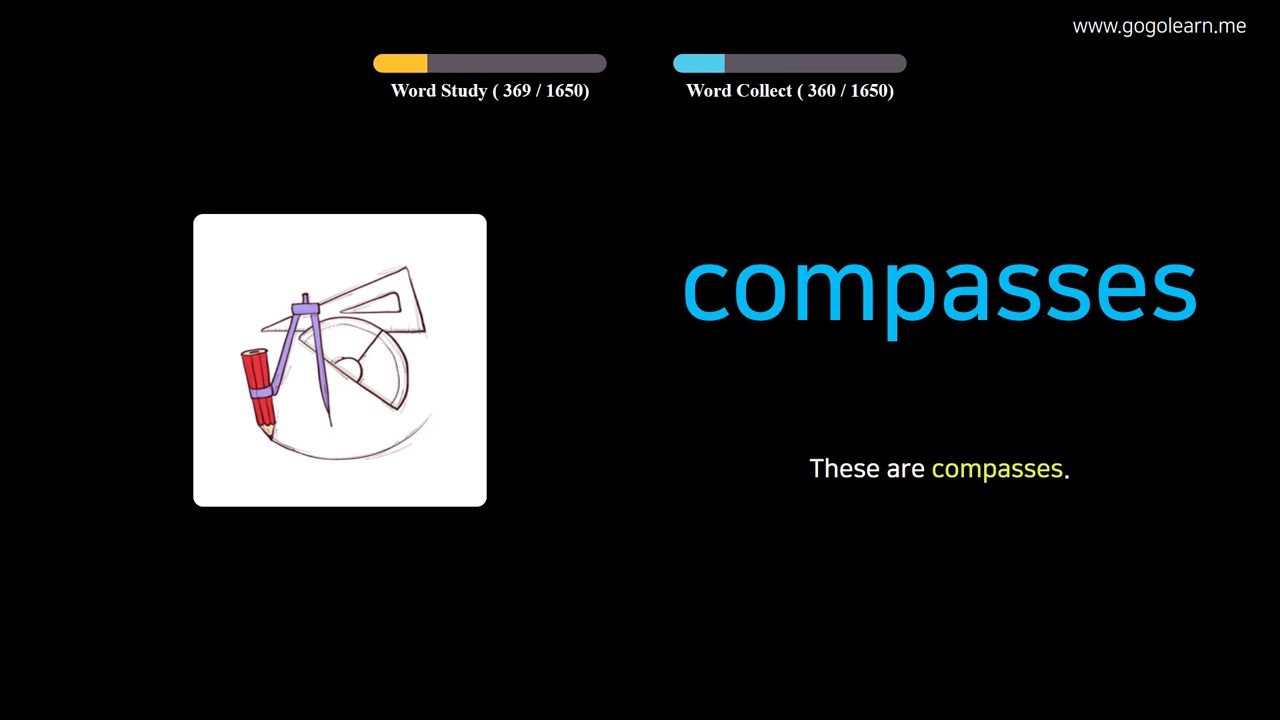 www.gogolearn.me
Word Study ( 369 / 1650)
Word Collect ( 360 / 1650)
compasses
These are compasses.